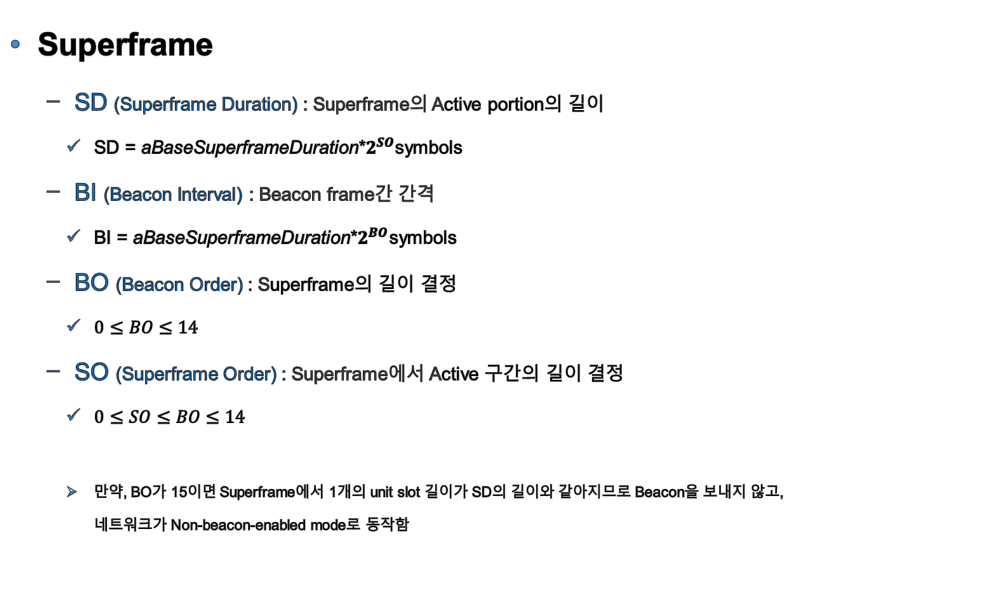 • Superframe
– SD (Superframe Duration) : Superframe의 Active portion의 길이
✓ SD = aBaseSuperframeDuration*2^SO symbols
– BI (Beacon Interval) : Beacon frame간 간격
✓ BI = aBaseSuperframeDuration*2^BO symbols
– BO (Beacon Order) : Superframe의 길이 결정
✓ 0 ≤ BO ≤ 14
– SO (Superframe Order) : Superframe에서 Active 구간의 길이 결정
✓ 0 ≤ SO ≤ BO ≤ 14
➢ 만약, BO가 15이면 Superframe에서 1개의 unit slot 길이가 SD의 길이와 같아지므로 Beacon을 보내지 않고,
네트워크가 Non-beacon-enabled mode로 동작함